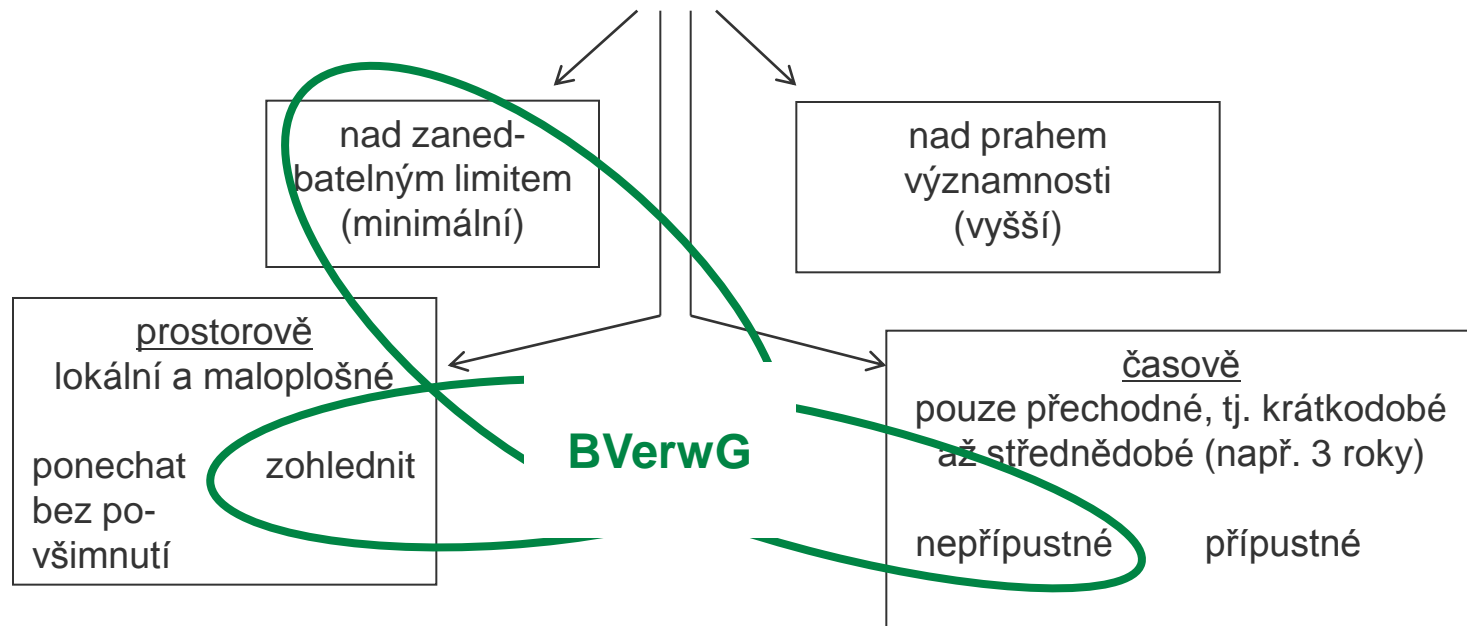 nad zaned-
batelným limitem
(minimální)
nad prahem
významnosti
(vyšší)
prostorově
lokální a maloplošné
ponechat
bez po-
všimnutí
zohlednit
BVerwG
časově
pouze přechodné, tj. krátkodobé
až střednědobé (např. 3 roky)
nepřípustné
přípustné